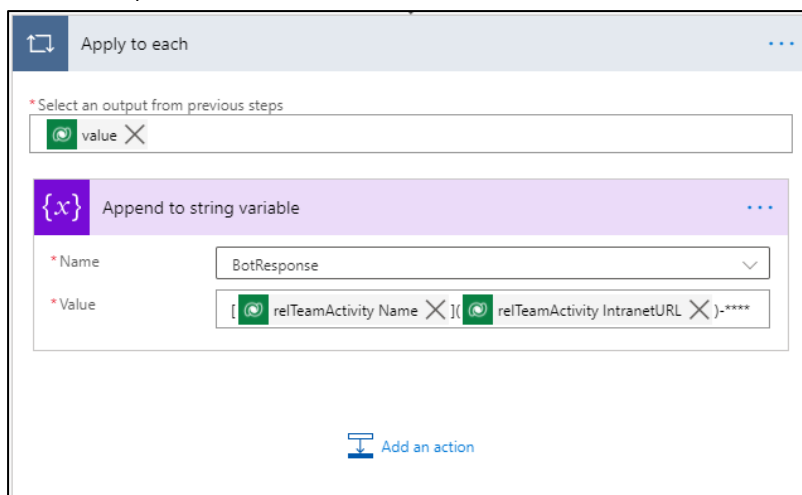 Apply to each
* Select an output from previous steps
value
{x} Append to string variable
* Name BotResponse
* Value [ relTeamActivity Name ]( relTeamActivity IntranetURL )-****
Add an action